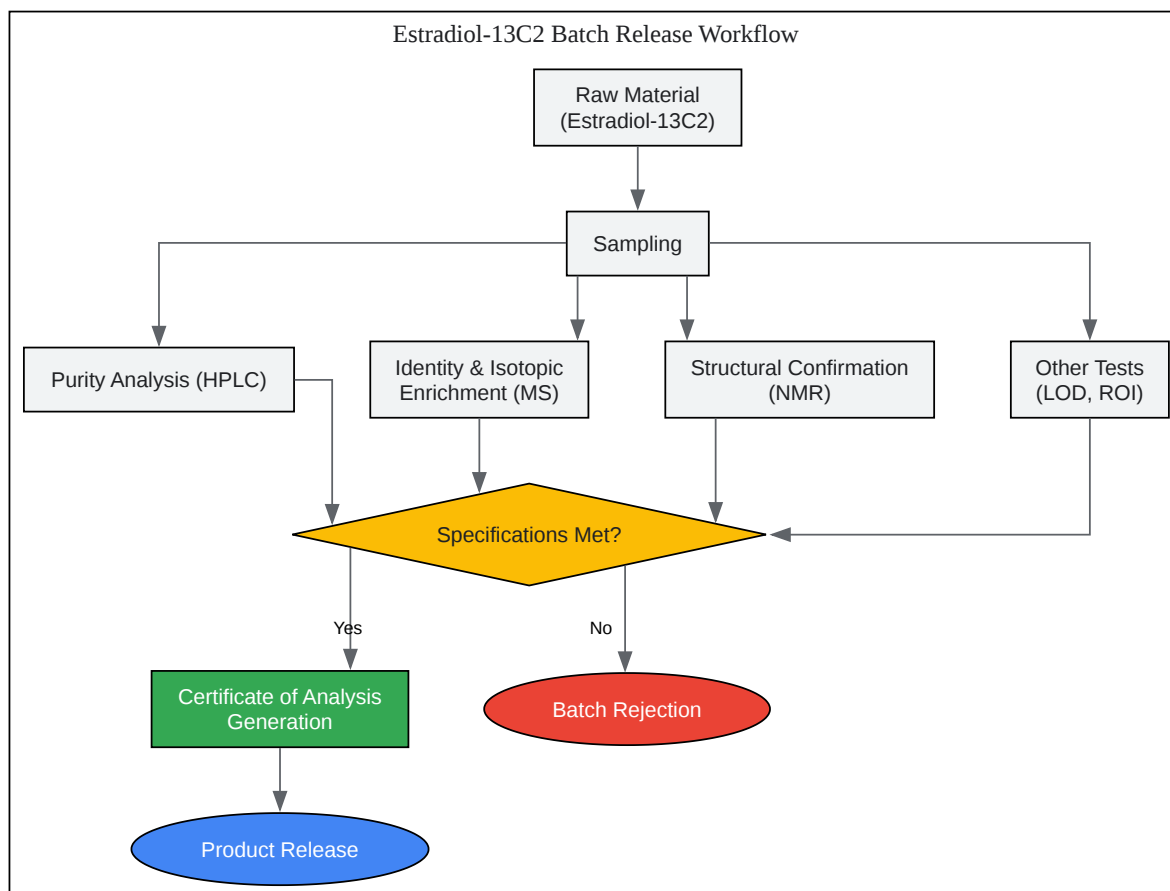 Estradiol-13C2 Batch Release Workflow
Raw Material
(Estradiol-13C2)
Sampling
Purity Analysis (HPLC)
Identity & Isotopic
Enrichment (MS)
Structural Confirmation
(NMR)
Other Tests
(LOD, ROI)
Specifications Met?
Yes
No
Certificate of Analysis
Generation
Batch Rejection
Product Release